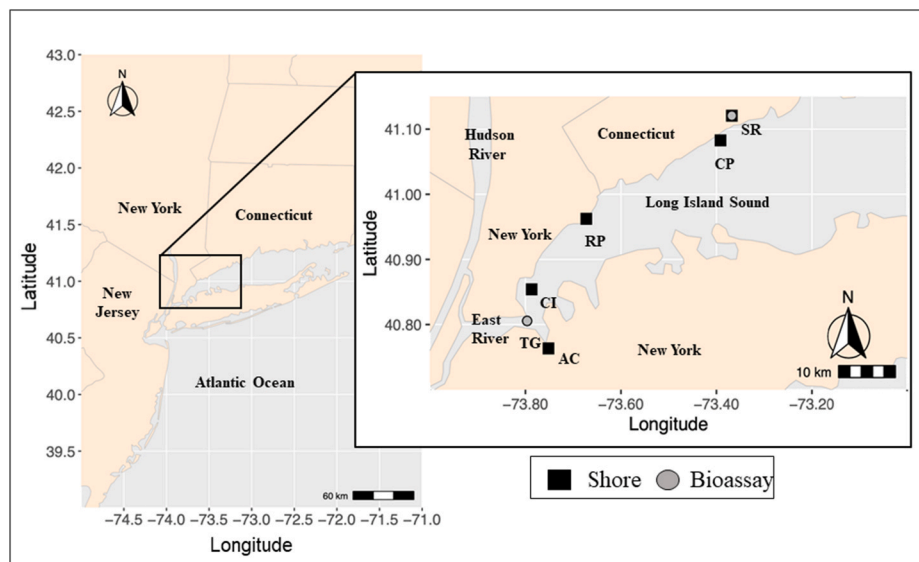 43.0
42.5
42.0
41.5
41.0
40.5
40.0
39.5
Latitude
N
New York
Connecticut
New
Jersey
Atlantic Ocean
60 km
−74.5 −74.0 −73.5 −73.0 −72.5 −72.0 −71.5 −71.0
Longitude
41.10
41.00
40.90
40.80
Latitude
Hudson
River
Connecticut
SR
CP
Long Island Sound
New York
RP
CI
East
River
TG
AC
New York
N
10 km
−73.80 −73.60 −73.40 −73.20
Longitude
Shore
Bioassay